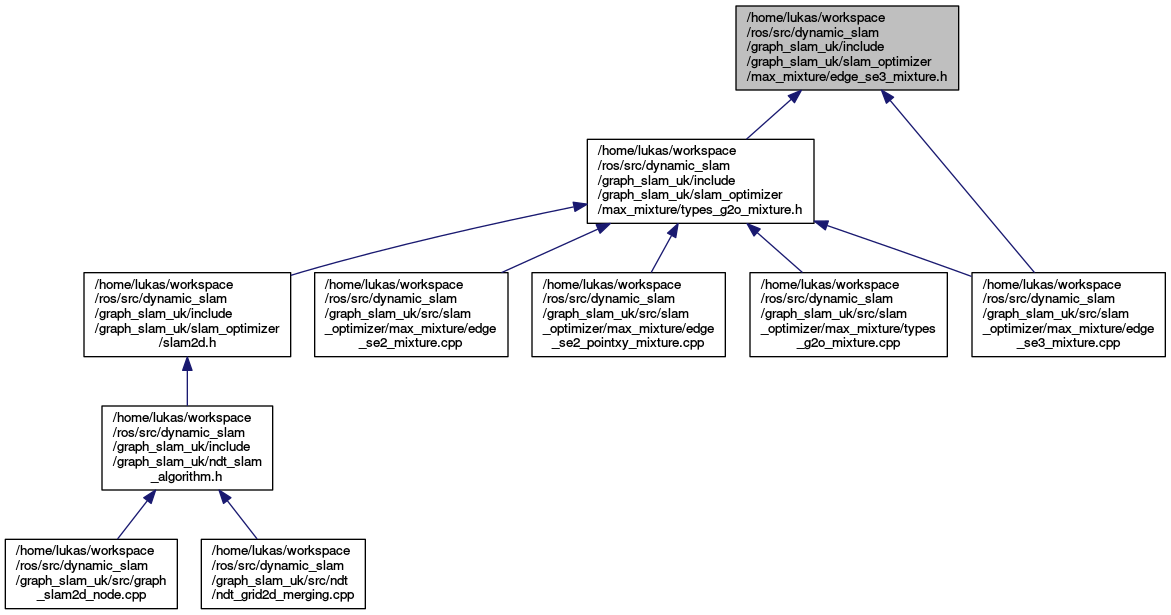 /home/lukas/workspace
/ros/src/dynamic_slam
/graph_slam_uk/include
/graph_slam_uk/slam_optimizer
/max_mixture/edge_se3_mixture.h
/home/lukas/workspace
/ros/src/dynamic_slam
/graph_slam_uk/include
/graph_slam_uk/slam_optimizer
/max_mixture/types_g2o_mixture.h
/home/lukas/workspace
/ros/src/dynamic_slam
/graph_slam_uk/include
/graph_slam_uk/slam_optimizer
/slam2d.h
/home/lukas/workspace
/ros/src/dynamic_slam
/graph_slam_uk/src/slam
_optimizer/max_mixture/edge
_se2_mixture.cpp
/home/lukas/workspace
/ros/src/dynamic_slam
/graph_slam_uk/src/slam
_optimizer/max_mixture/edge
_se2_pointxy_mixture.cpp
/home/lukas/workspace
/ros/src/dynamic_slam
/graph_slam_uk/src/slam
_optimizer/max_mixture/types
_g2o_mixture.cpp
/home/lukas/workspace
/ros/src/dynamic_slam
/graph_slam_uk/src/slam
_optimizer/max_mixture/edge
_se3_mixture.cpp
/home/lukas/workspace
/ros/src/dynamic_slam
/graph_slam_uk/include
/graph_slam_uk/ndt_slam
_algorithm.h
/home/lukas/workspace
/ros/src/dynamic_slam
/graph_slam_uk/src/graph
_slam2d_node.cpp
/home/lukas/workspace
/ros/src/dynamic_slam
/graph_slam_uk/src/ndt
/ndt_grid2d_merging.cpp